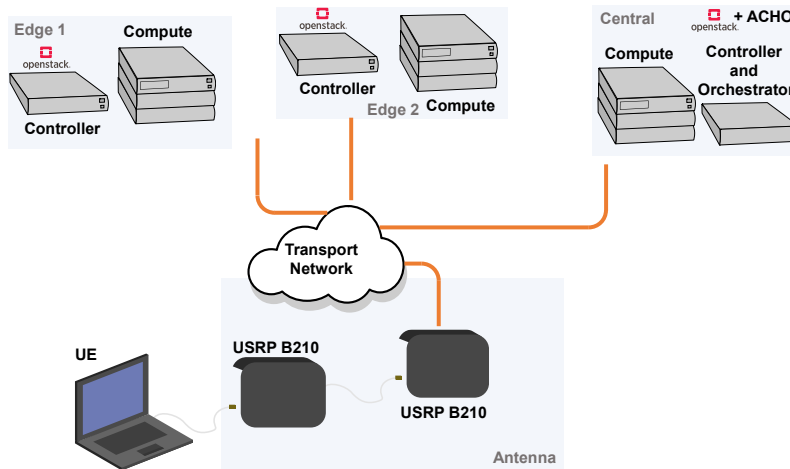 Edge 1
openstack.
Compute
Controller
openstack.
Controller
Edge 2
Compute
Central
openstack.
+ ACHO
Compute
Controller
and
Orchestrator
Transport
Network
UE
USRP B210
USRP B210
Antenna